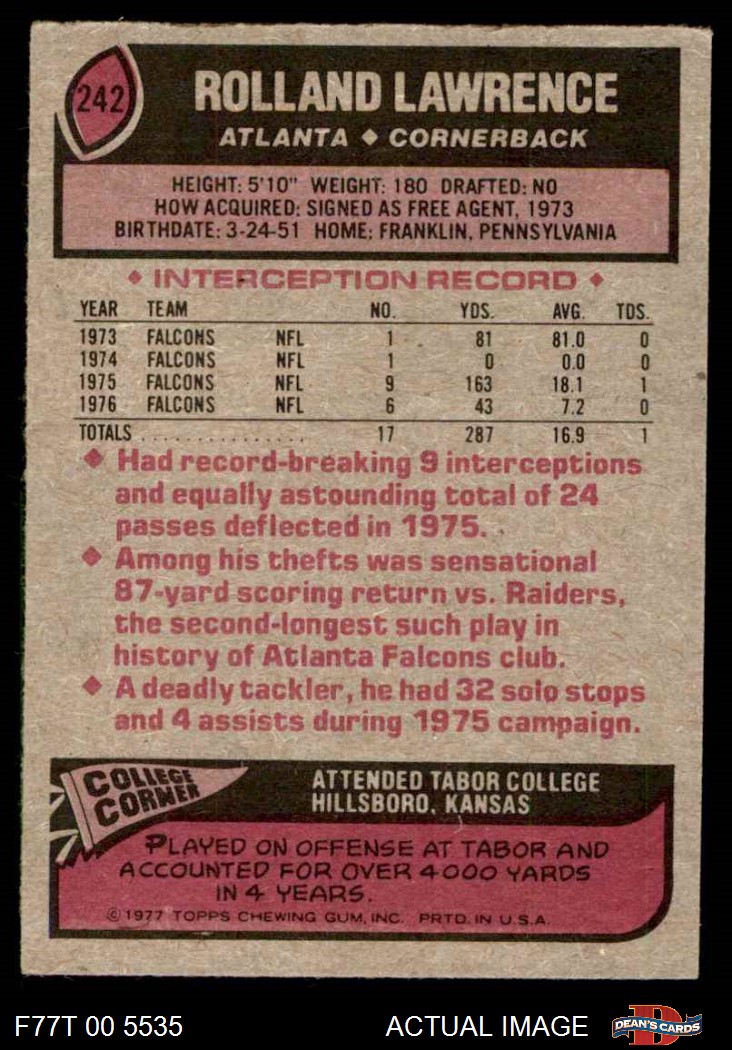 242
ROLLAND LAWRENCE
ATLANTA ◆ CORNERBACK
HEIGHT: 5'10" WEIGHT: 180 DRAFTED: NO
HOW ACQUIRED: SIGNED AS FREE AGENT, 1973
BIRTHDATE: 3-24-51 HOME: FRANKLIN, PENNSYLVANIA
◆ INTERCEPTION RECORD ◆
YEAR TEAM NO. YDS. AVG. TDS.
1973 FALCONS NFL 1 81 81.0 0
1974 FALCONS NFL 1 0 0.0 0
1975 FALCONS NFL 9 163 18.1 1
1976 FALCONS NFL 6 43 7.2 0
TOTALS ................ 17 287 16.9 1
◆ Had record-breaking 9 interceptions
and equally astounding total of 24
passes deflected in 1975.
◆ Among his thefts was sensational
87-yard scoring return vs. Raiders,
the second-longest such play in
history of Atlanta Falcons club.
◆ A deadly tackler, he had 32 solo stops
and 4 assists during 1975 campaign.
COLLEGE
CORNER
ATTENDED TABOR COLLEGE
HILLSBORO, KANSAS
PLAYED ON OFFENSE AT TABOR AND
ACCOUNTED FOR OVER 4000 YARDS
IN 4 YEARS.
©1977 TOPPS CHEWING GUM, INC. PRTD. IN U.S.A.
F77T 00 5535 ACTUAL IMAGE D DEAN'S CARDS